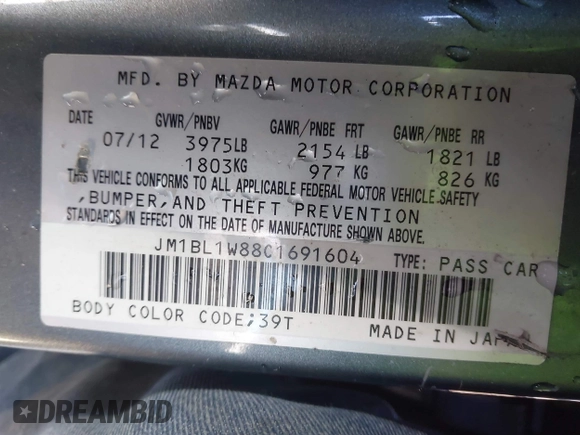 MFD. BY MAZDA MOTOR CORPORATION
DATE GVWR/PNBV GAWR/PNBE FRT GAWR/PNBE RR
07/12 3975LB 2154 LB 1821 LB
1803KG 977 KG 826 KG
THIS VEHICLE CONFORMS TO ALL APPLICABLE FEDERAL MOTOR VEHICLE SAFETY
,BUMPER,AND THEFT PREVENTION
STANDARDS IN EFFECT ON THE DATE OF MANUFACTURE SHOWN ABOVE.
JM1BL1W88C1691604 TYPE: PASS CAR
BODY COLOR CODE;39T MADE IN
DREAMBID